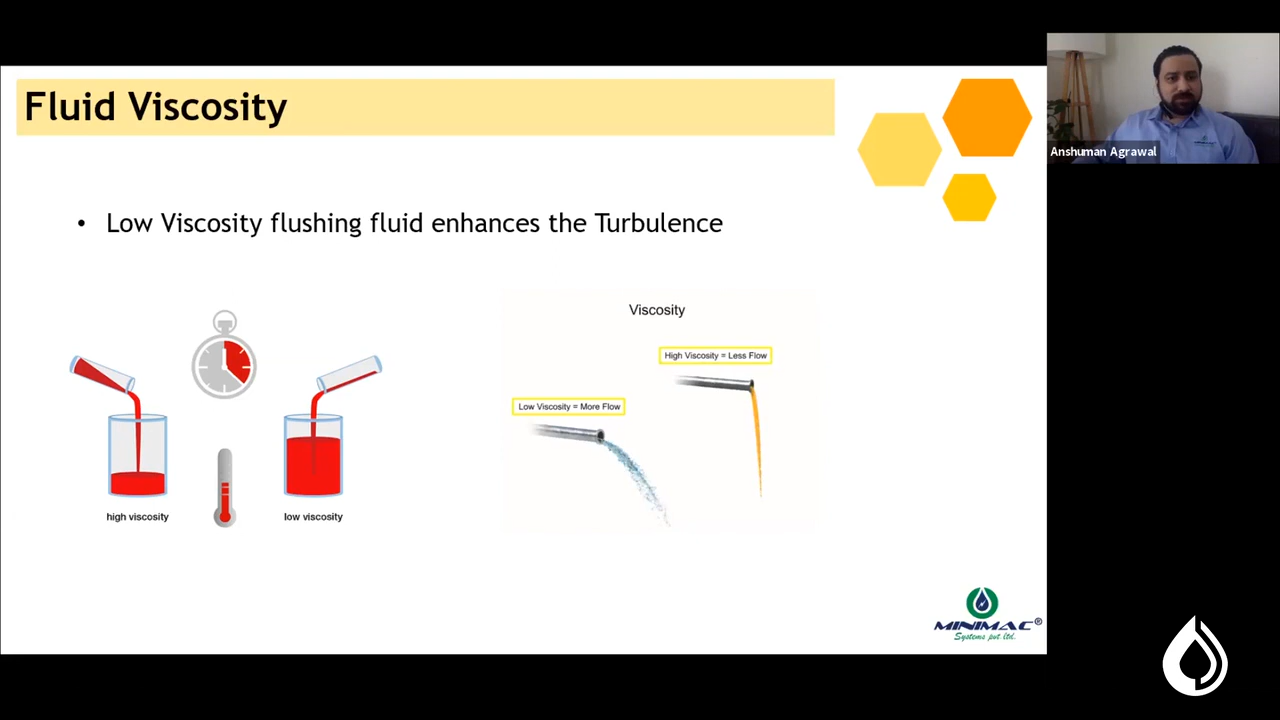 Fluid Viscosity
Anshuman Agrawal
• Low Viscosity flushing fluid enhances the Turbulence
Viscosity
High Viscosity = Less Flow
Low Viscosity = More Flow
high viscosity
low viscosity
MINIMAC®
Systems pvt ltd.